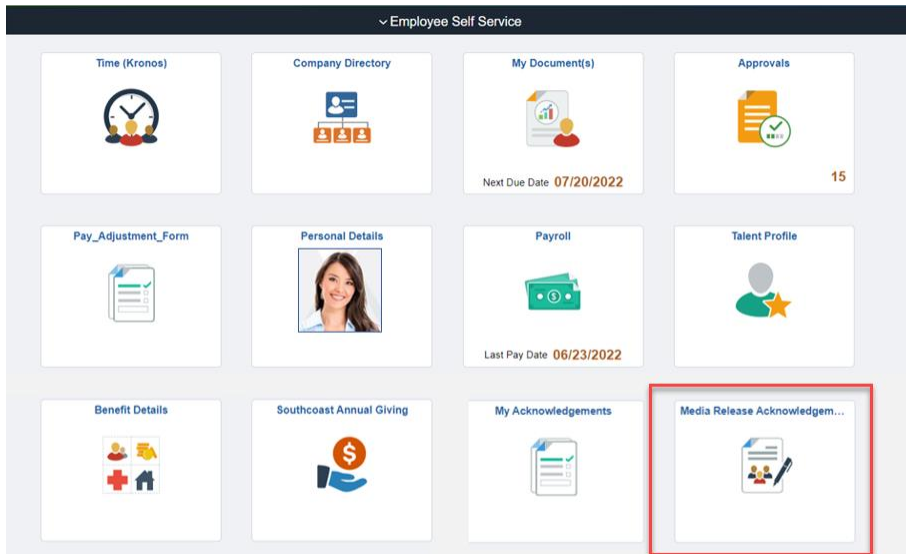 Employee Self Service
Time (Kronos)
Company Directory
My Document(s)
Approvals
Next Due Date 07/20/2022
15
Pay_Adjustment_Form
Personal Details
Payroll
Talent Profile
Last Pay Date 06/23/2022
Benefit Details
Southcoast Annual Giving
My Acknowledgements
Media Release Acknowledgem...